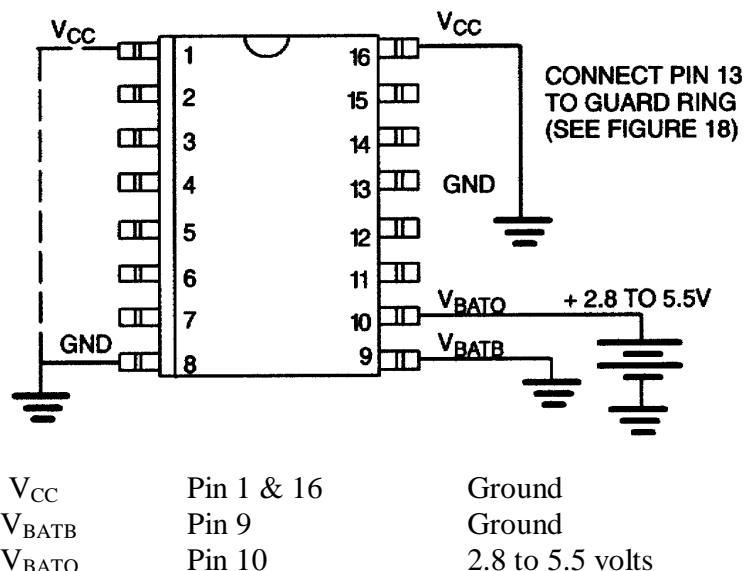 VCC
VCC
1
16
2
15
3
14
4
13
5
12
6
11
7
10
8
9
CONNECT PIN 13
TO GUARD RING
(SEE FIGURE 18)
GND
VBATO
+ 2.8 TO 5.5V
GND
VBATB
VCC Pin 1 & 16 Ground
VBATB Pin 9 Ground
VBATO Pin 10 2.8 to 5.5 volts